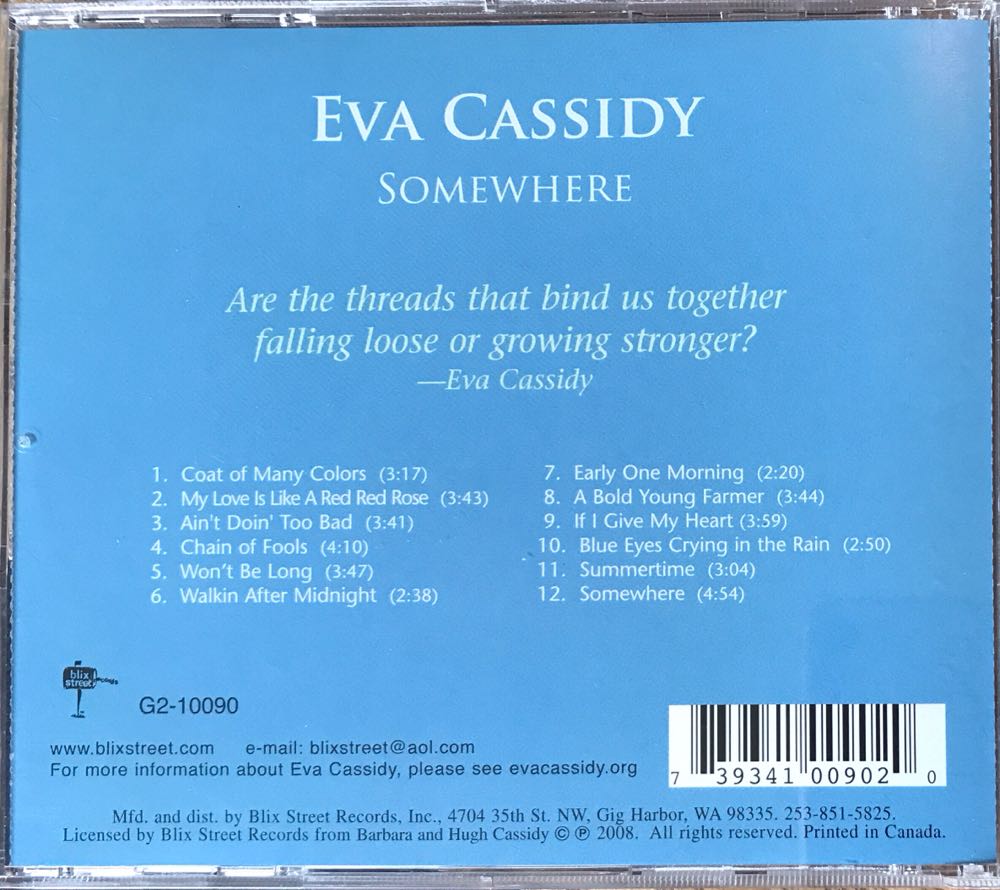 EVA CASSIDY
SOMEWHERE
Are the threads that bind us together
falling loose or growing stronger?
—Eva Cassidy
1. Coat of Many Colors (3:17)
2. My Love Is Like A Red Red Rose (3:43)
3. Ain't Doin' Too Bad (3:41)
4. Chain of Fools (4:10)
5. Won't Be Long (3:47)
6. Walkin After Midnight (2:38)
7. Early One Morning (2:20)
8. A Bold Young Farmer (3:44)
9. If I Give My Heart (3:59)
10. Blue Eyes Crying in the Rain (2:50)
11. Summertime (3:04)
12. Somewhere (4:54)
blix
street records
G2-10090
www.blixstreet.com e-mail: blixstreet@aol.com
For more information about Eva Cassidy, please see evacassidy.org
7 39341 00902 0
Mfd. and dist. by Blix Street Records, Inc., 4704 35th St. NW, Gig Harbor, WA 98335. 253-851-5825.
Licensed by Blix Street Records from Barbara and Hugh Cassidy © ℗ 2008. All rights reserved. Printed in Canada.